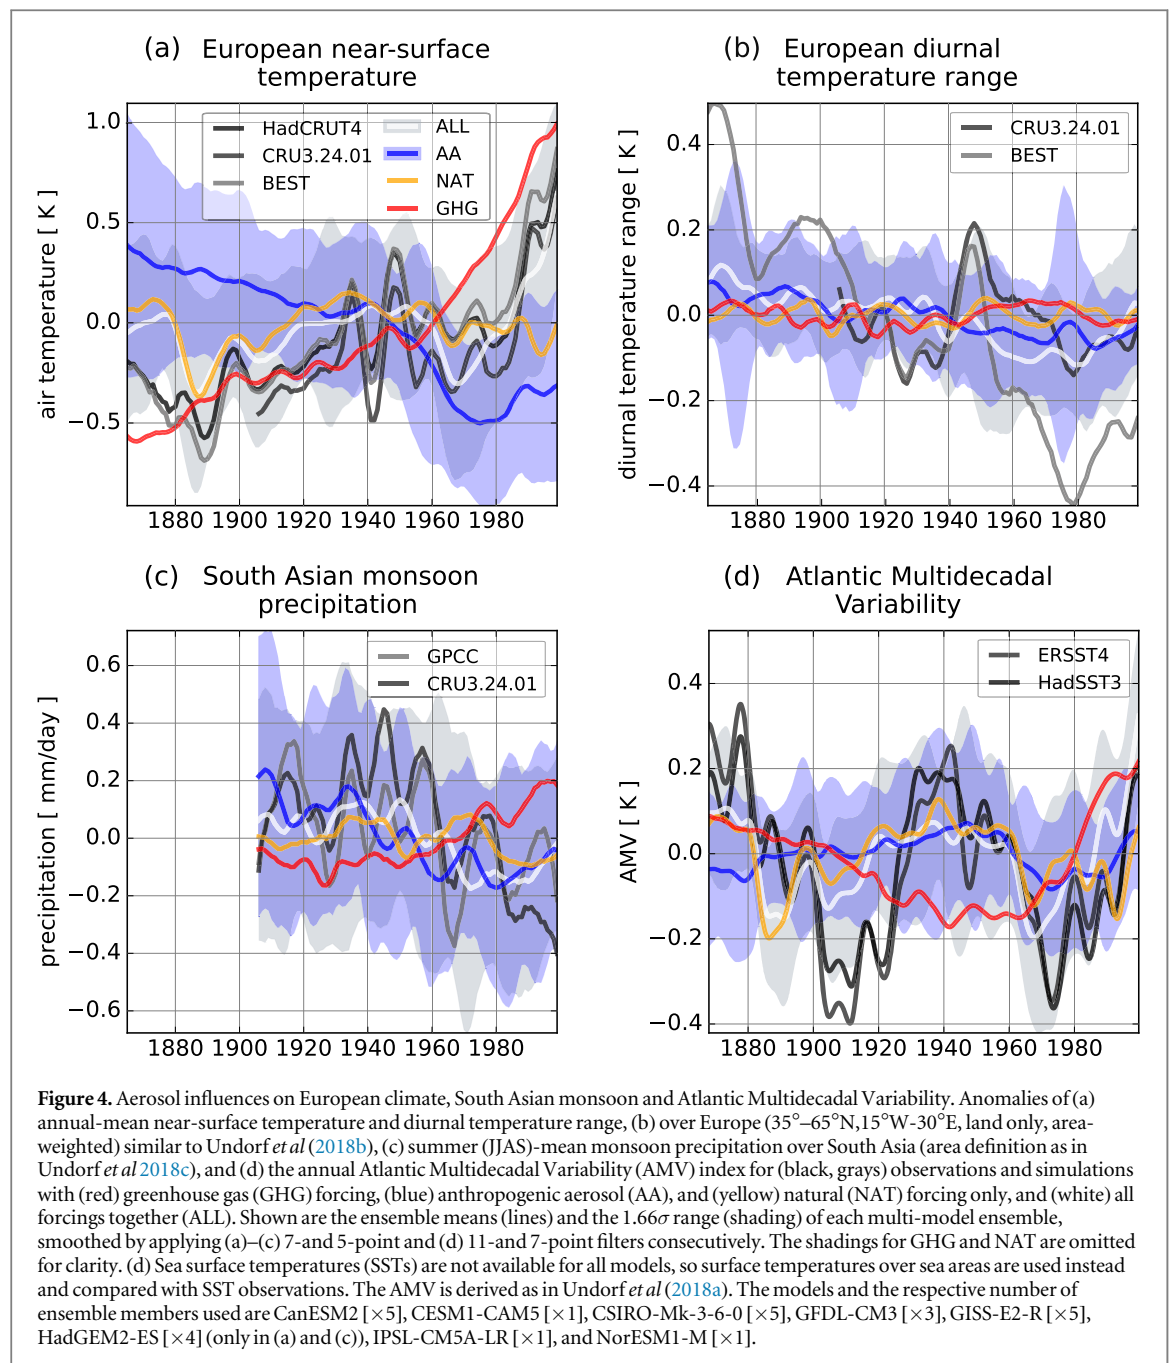 (a) European near-surface
temperature
1.0
0.5
0.0
−0.5
air temperature [ K ]
HadCRUT4
CRU3.24.01
BEST
ALL
AA
NAT
GHG
1880 1900 1920 1940 1960 1980
(b) European diurnal
temperature range
0.4
0.2
0.0
−0.2
−0.4
diurnal temperature range [ K ]
CRU3.24.01
BEST
1880 1900 1920 1940 1960 1980
(c) South Asian monsoon
precipitation
0.6
0.4
0.2
0.0
−0.2
−0.4
−0.6
precipitation [ mm/day ]
GPCC
CRU3.24.01
1880 1900 1920 1940 1960 1980
(d) Atlantic Multidecadal
Variability
0.4
0.2
0.0
−0.2
−0.4
AMV [ K ]
ERSST4
HadSST3
1880 1900 1920 1940 1960 1980
Figure 4. Aerosol influences on European climate, South Asian monsoon and Atlantic Multidecadal Variability. Anomalies of (a)
annual-mean near-surface temperature and diurnal temperature range, (b) over Europe (35°–65°N,15°W-30°E, land only, area-
weighted) similar to Undorf et al (2018b), (c) summer (JJAS)-mean monsoon precipitation over South Asia (area definition as in
Undorf et al 2018c), and (d) the annual Atlantic Multidecadal Variability (AMV) index for (black, grays) observations and simulations
with (red) greenhouse gas (GHG) forcing, (blue) anthropogenic aerosol (AA), and (yellow) natural (NAT) forcing only, and (white) all
forcings together (ALL). Shown are the ensemble means (lines) and the 1.66σ range (shading) of each multi-model ensemble,
smoothed by applying (a)–(c) 7-and 5-point and (d) 11-and 7-point filters consecutively. The shadings for GHG and NAT are omitted
for clarity. (d) Sea surface temperatures (SSTs) are not available for all models, so surface temperatures over sea areas are used instead
and compared with SST observations. The AMV is derived as in Undorf et al (2018a). The models and the respective number of
ensemble members used are CanESM2 [×5], CESM1-CAM5 [×1], CSIRO-Mk-3-6-0 [×5], GFDL-CM3 [×3], GISS-E2-R [×5],
HadGEM2-ES [×4] (only in (a) and (c)), IPSL-CM5A-LR [×1], and NorESM1-M [×1].